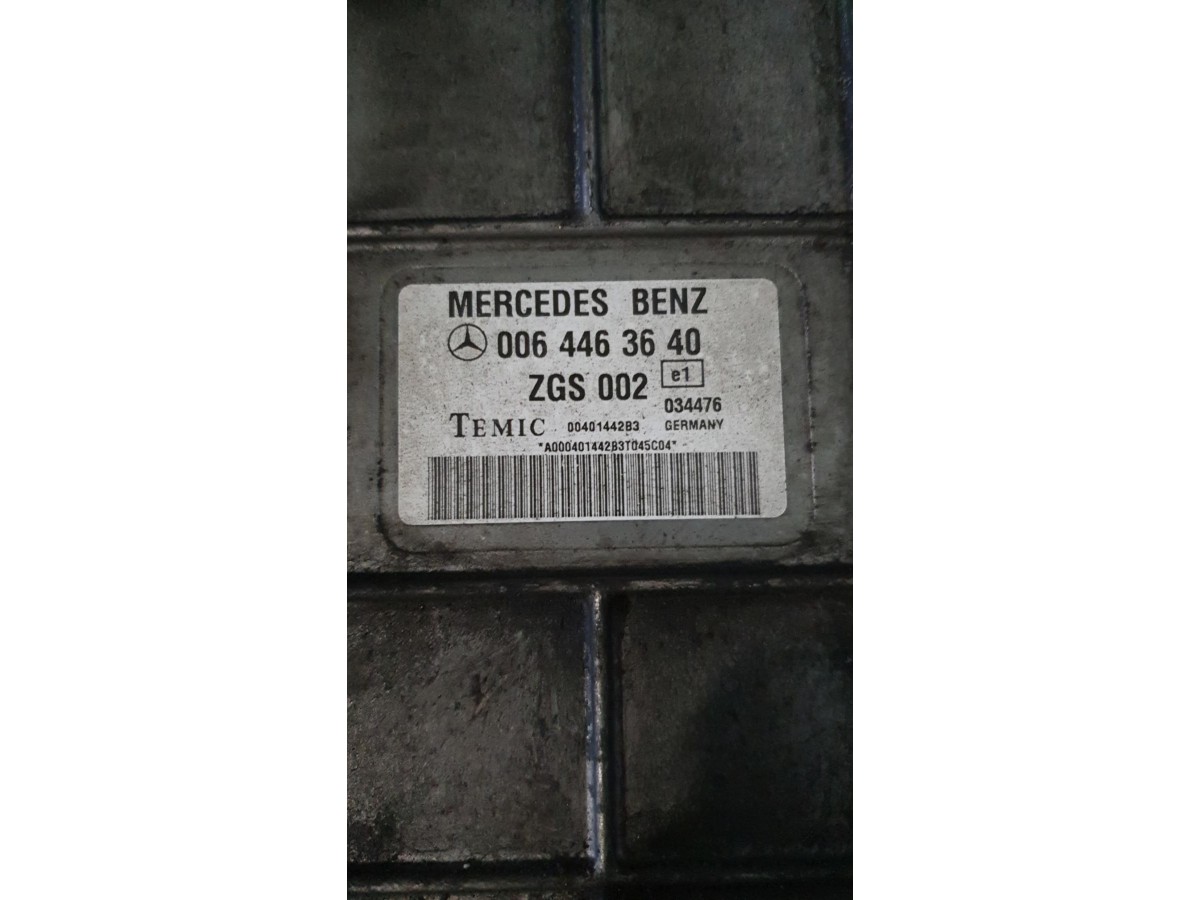 MERCEDES BENZ
006 446 36 40
ZGS 002 e1
034476
TEMIC 00401442B3 GERMANY
*A000401442B3T045C04*